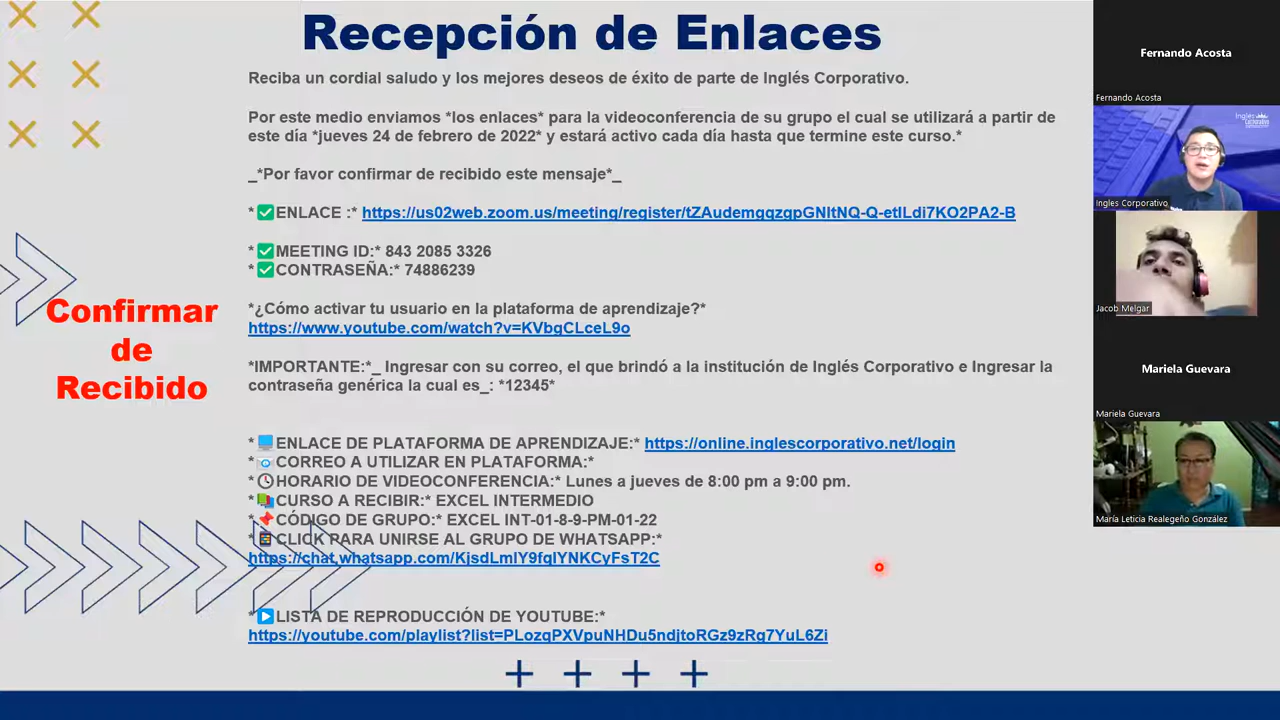 Recepción de Enlaces
Reciba un cordial saludo y los mejores deseos de éxito de parte de Inglés Corporativo.
Por este medio enviamos *los enlaces* para la videoconferencia de su grupo el cual se utilizará a partir de
este día *jueves 24 de febrero de 2022* y estará activo cada día hasta que termine este curso.*
_*Por favor confirmar de recibido este mensaje*_
*✅ENLACE :* https://us02web.zoom.us/meeting/register/tZAudemgqzgpGNItNQ-Q-etlLdi7KO2PA2-B
*✅MEETING ID:* 843 2085 3326
*✅CONTRASEÑA:* 74886239
*¿Cómo activar tu usuario en la plataforma de aprendizaje?*
https://www.youtube.com/watch?v=KVbgCLceL9o
*IMPORTANTE:*_ Ingresar con su correo, el que brindó a la institución de Inglés Corporativo e Ingresar la
contraseña genérica la cual es_: *12345*
*🖥️ENLACE DE PLATAFORMA DE APRENDIZAJE:* https://online.inglescorporativo.net/login
*📧CORREO A UTILIZAR EN PLATAFORMA:*
*🕒HORARIO DE VIDEOCONFERENCIA:* Lunes a jueves de 8:00 pm a 9:00 pm.
*📚CURSO A RECIBIR:* EXCEL INTERMEDIO
*📌CÓDIGO DE GRUPO:* EXCEL INT-01-8-9-PM-01-22
*📱CLICK PARA UNIRSE AL GRUPO DE WHATSAPP:*
https://chat.whatsapp.com/KjsdLmIY9fqIYNKCyFsT2C
*▶️LISTA DE REPRODUCCIÓN DE YOUTUBE:*
https://youtube.com/playlist?list=PLozqPXVpuNHDu5ndjtoRGz9zRg7YuL6Zi
Confirmar
de
Recibido
Fernando Acosta
Fernando Acosta
Inglés
Ingles Corporativo
Jacob Melgar
Mariela Guevara
Mariela Guevara
María Leticia Realegeño González